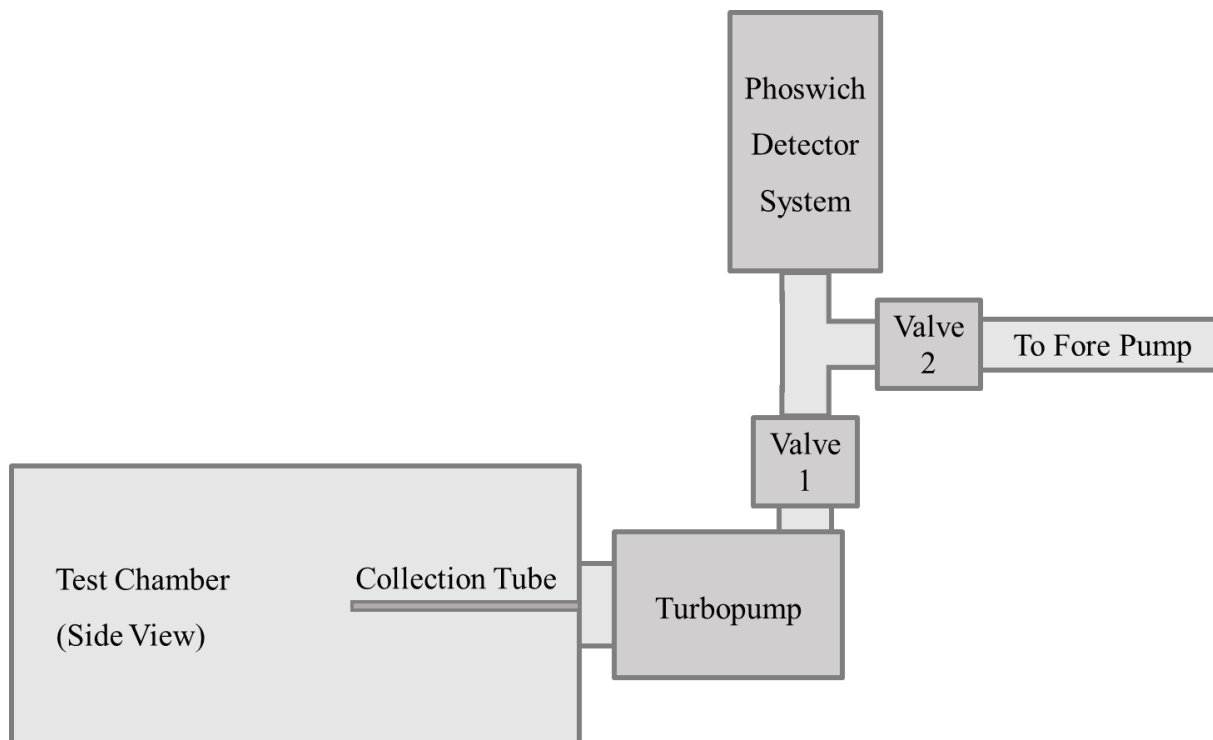 Phoswich
Detector
System
Valve
2
To Fore Pump
Valve
1
Test Chamber
(Side View)
Collection Tube
Turbopump